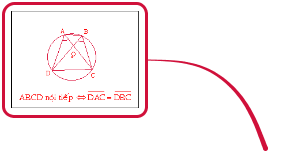 A B
D C
ABCD nội tiếp ⇔ DAC = DBC